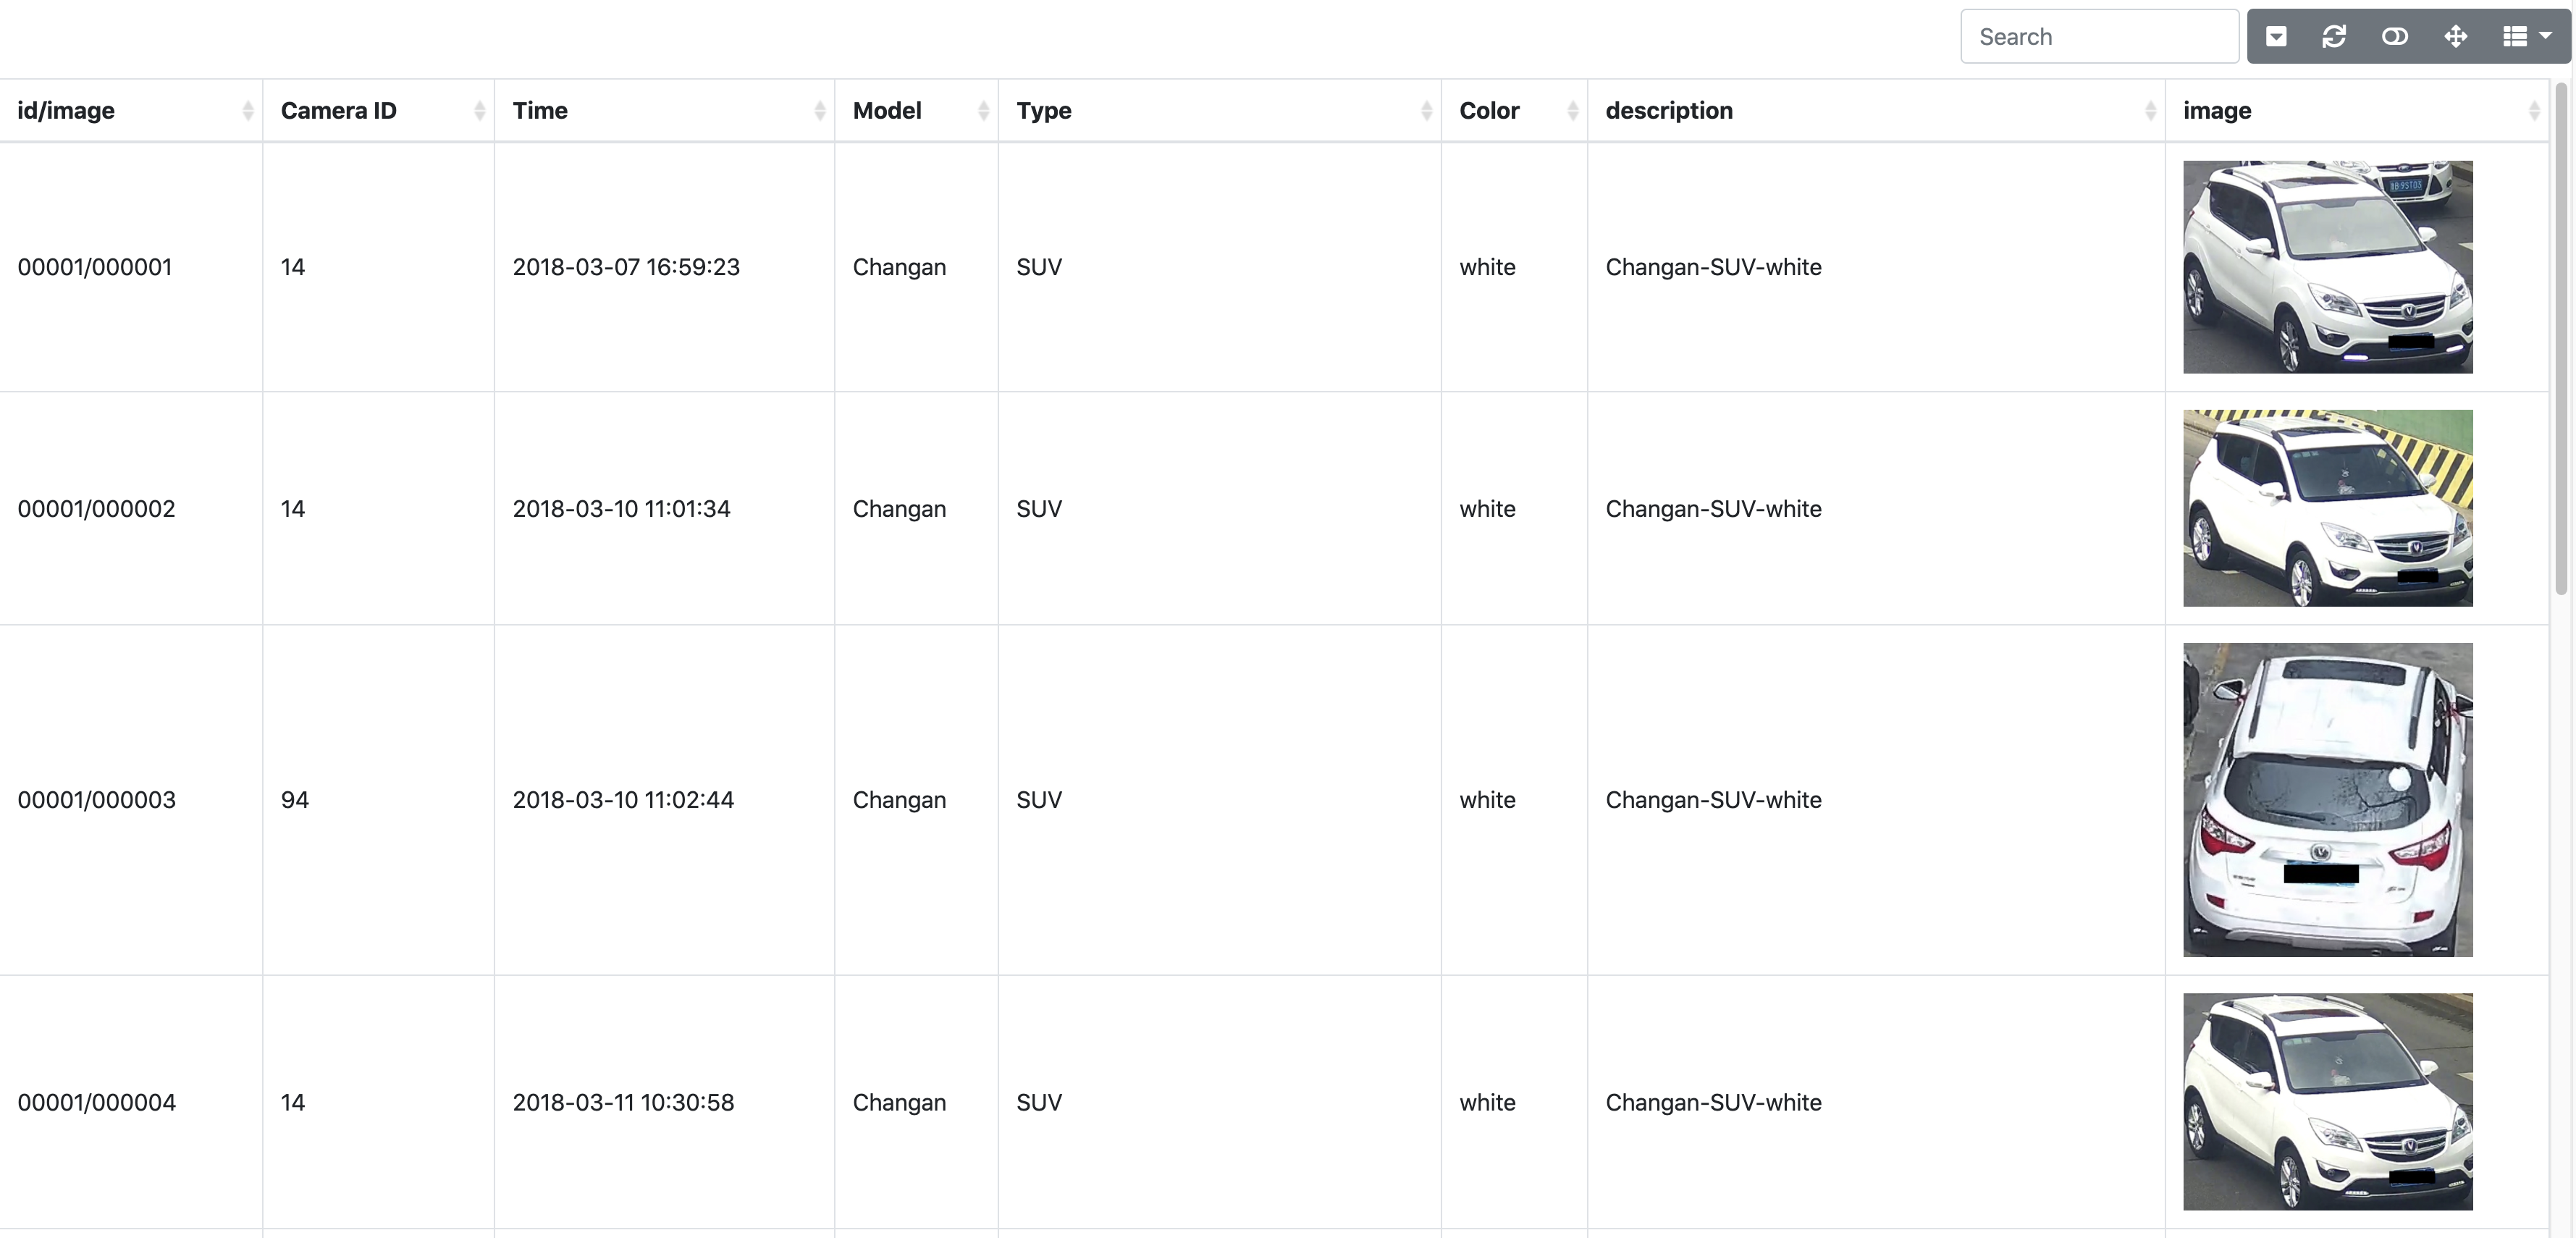 Search
id/image Camera ID Time Model Type Color description image
00001/000001 14 2018-03-07 16:59:23 Changan SUV white Changan-SUV-white
00001/000002 14 2018-03-10 11:01:34 Changan SUV white Changan-SUV-white
00001/000003 94 2018-03-10 11:02:44 Changan SUV white Changan-SUV-white
00001/000004 14 2018-03-11 10:30:58 Changan SUV white Changan-SUV-white